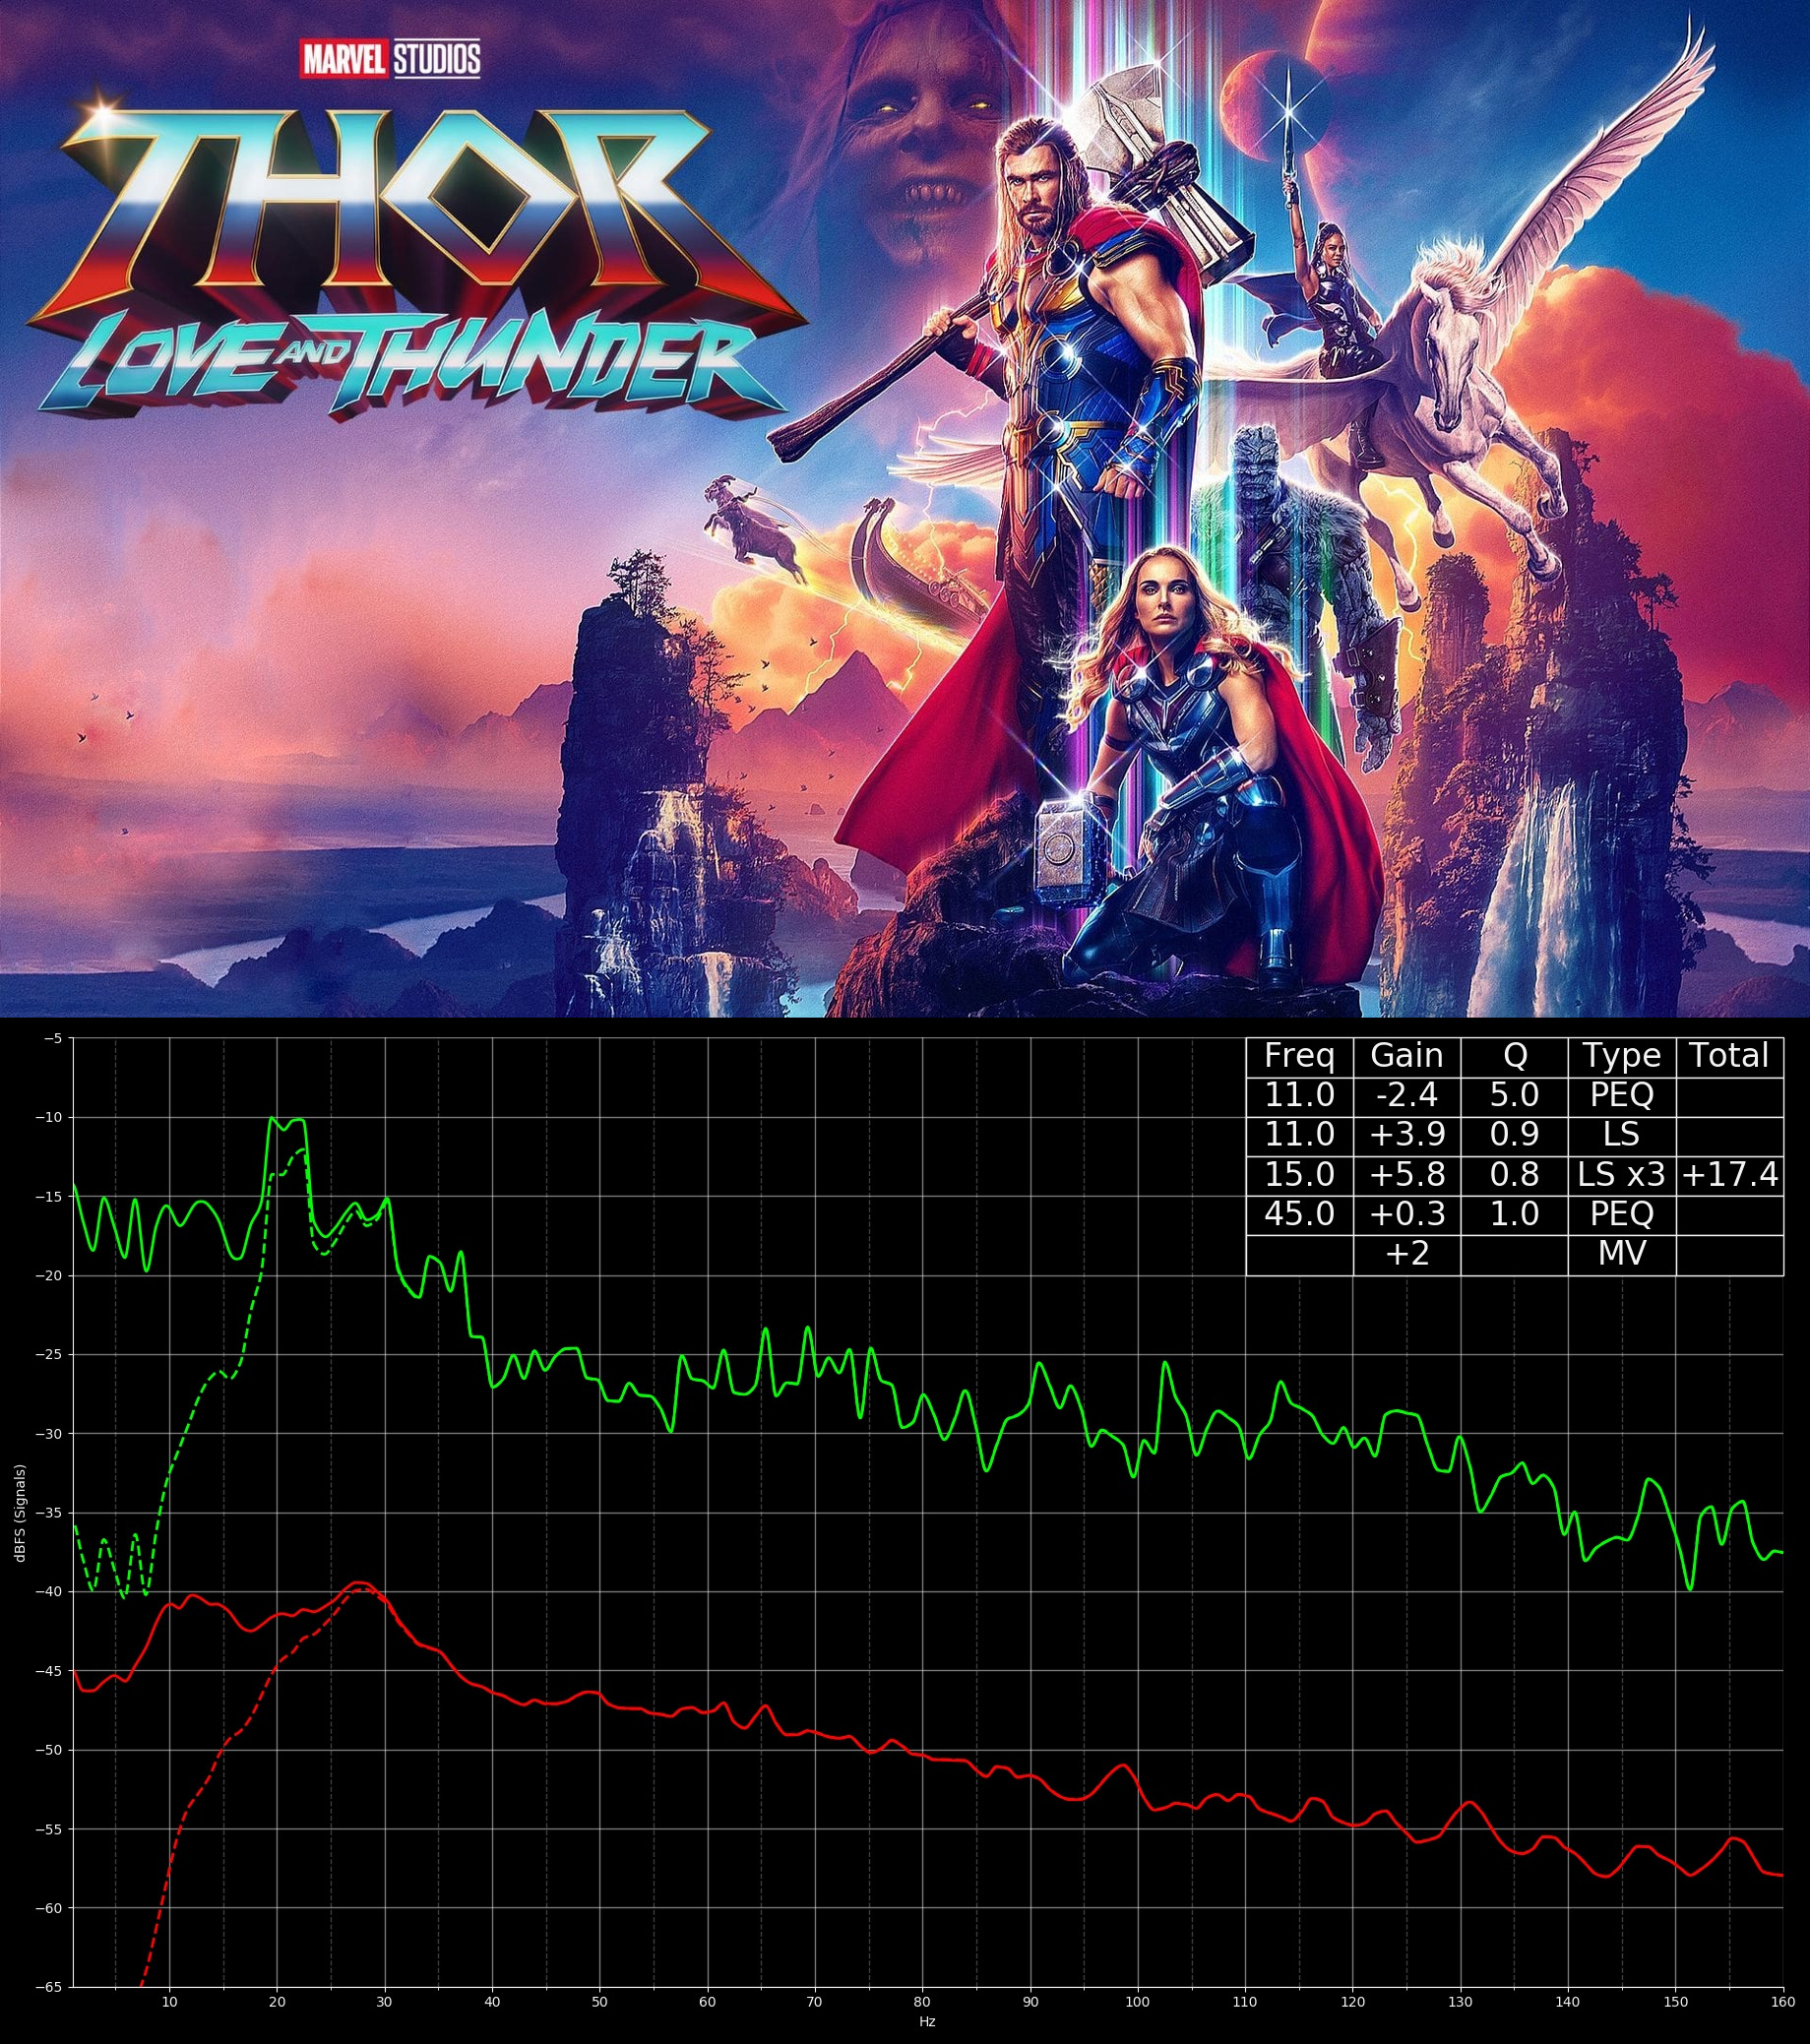 MARVEL STUDIOS
THOR
LOVE AND THUNDER
Freq Gain Q Type Total
11.0 -2.4 5.0 PEQ
11.0 +3.9 0.9 LS
15.0 +5.8 0.8 LS x3 +17.4
45.0 +0.3 1.0 PEQ
+2 MV
−5
−10
−15
−20
−25
−30
−35
−40
−45
−50
−55
−60
−65
dBFS (Signals)
10 20 30 40 50 60 70 80 90 100 110 120 130 140 150 160
Hz